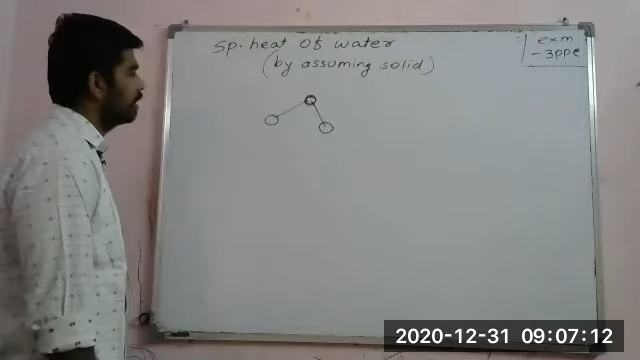 sp. heat of water
(by assuming solid)
exm
-3ppe
2020-12-31 09:07:12